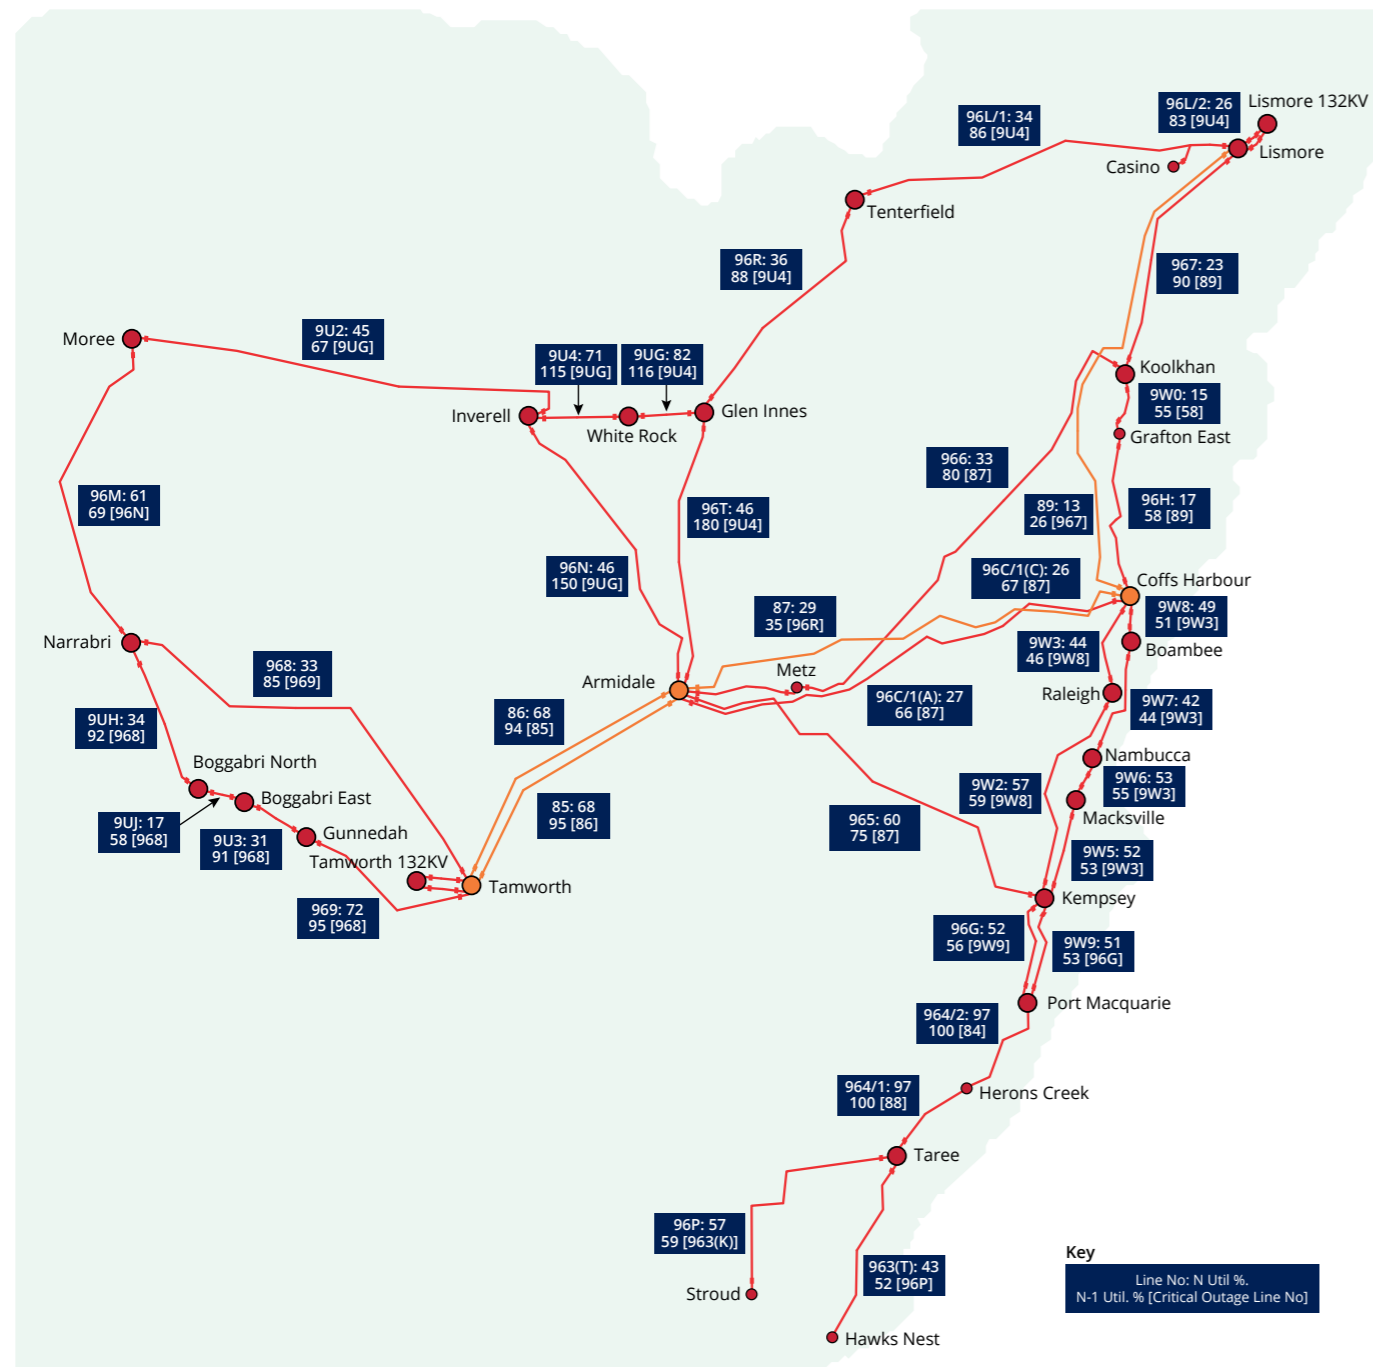 96L/1: 34
86 [9U4]
96L/2: 26
83 [9U4]
Lismore 132KV
Lismore
Casino
Tenterfield
96R: 36
88 [9U4]
967: 23
90 [89]
Moree
9U2: 45
67 [9UG]
9U4: 71
115 [9UG]
9UG: 82
116 [9U4]
Koolkhan
9W0: 15
55 [58]
Inverell
White Rock
Glen Innes
Grafton East
966: 33
80 [87]
96M: 61
69 [96N]
96T: 46
180 [9U4]
89: 13
26 [967]
96H: 17
58 [89]
96N: 46
150 [9UG]
96C/1(C): 26
67 [87]
Coffs Harbour
87: 29
35 [96R]
9W8: 49
51 [9W3]
Narrabri
968: 33
85 [969]
9W3: 44
46 [9W8]
Boambee
Armidale
Metz
96C/1(A): 27
66 [87]
Raleigh
9W7: 42
44 [9W3]
9UH: 34
92 [968]
86: 68
94 [85]
Boggabri North
Nambucca
Boggabri East
9W2: 57
59 [9W8]
9W6: 53
55 [9W3]
9UJ: 17
58 [968]
85: 68
95 [86]
965: 60
75 [87]
Macksville
9U3: 31
91 [968]
Gunnedah
Tamworth 132KV
9W5: 52
53 [9W3]
Tamworth
Kempsey
969: 72
95 [968]
96G: 52
56 [9W9]
9W9: 51
53 [96G]
Port Macquarie
964/2: 97
100 [84]
964/1: 97
100 [88]
Herons Creek
Taree
96P: 57
59 [963(K)]
963(T): 43
52 [96P]
Stroud
Hawks Nest
Key
Line No: N Util %.
N-1 Util. % [Critical Outage Line No]